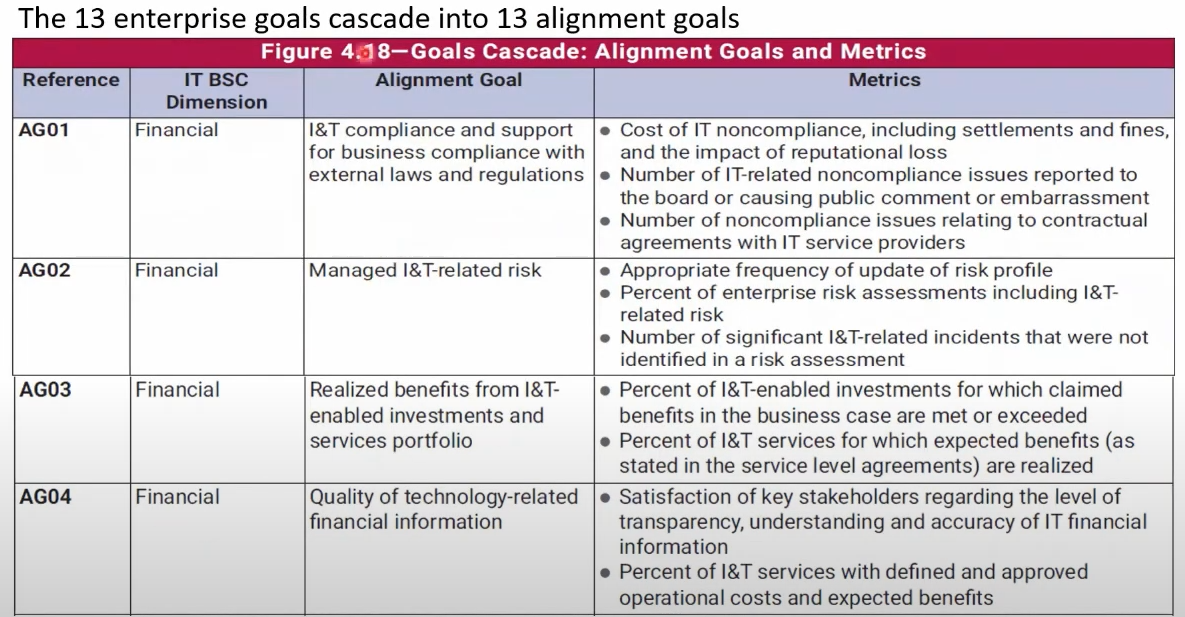 The 13 enterprise goals cascade into 13 alignment goals
Figure 4.18—Goals Cascade: Alignment Goals and Metrics
Reference
IT BSC
Dimension
Alignment Goal
Metrics
AG01
Financial
I&T compliance and support
for business compliance with
external laws and regulations
● Cost of IT noncompliance, including settlements and fines,
and the impact of reputational loss
● Number of IT-related noncompliance issues reported to
the board or causing public comment or embarrassment
● Number of noncompliance issues relating to contractual
agreements with IT service providers
AG02
Financial
Managed I&T-related risk
● Appropriate frequency of update of risk profile
● Percent of enterprise risk assessments including I&T-
related risk
● Number of significant I&T-related incidents that were not
identified in a risk assessment
AG03
Financial
Realized benefits from I&T-
enabled investments and
services portfolio
● Percent of I&T-enabled investments for which claimed
benefits in the business case are met or exceeded
● Percent of I&T services for which expected benefits (as
stated in the service level agreements) are realized
AG04
Financial
Quality of technology-related
financial information
● Satisfaction of key stakeholders regarding the level of
transparency, understanding and accuracy of IT financial
information
● Percent of I&T services with defined and approved
operational costs and expected benefits